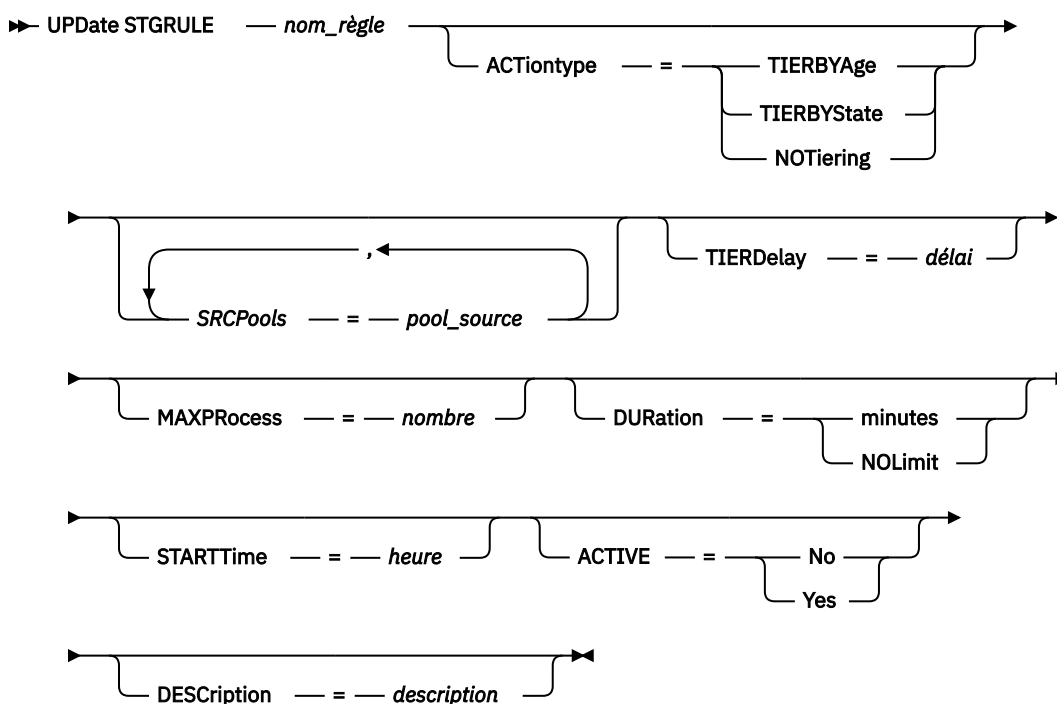 UPDate STGRULE nom_règle
ACTiontype = TIERBYAge
TIERBYState
NOTiering
,
SRCPools = pool_source
TIERDelay = délai
MAXPRocess = nombre
DURation = minutes
NOLimit
STARTTime = heure
ACTIVE = No
Yes
DESCription = description